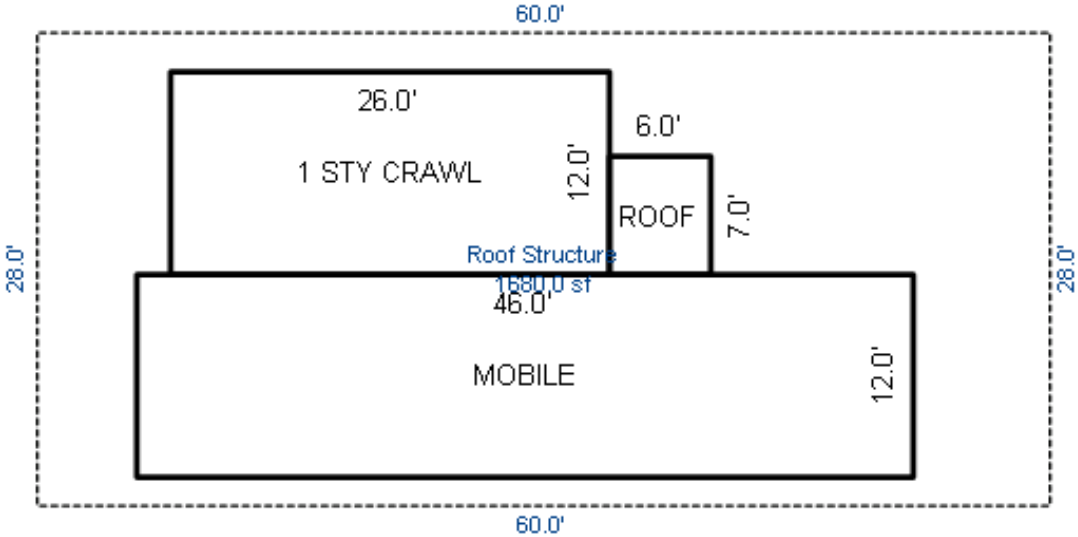 60.0'
26.0'
6.0'
1 STY CRAWL
12.0'
ROOF
7.0'
28.0'
Roof Structure
28.0'
1680.0 sf
46.0'
MOBILE
12.0'
60.0'